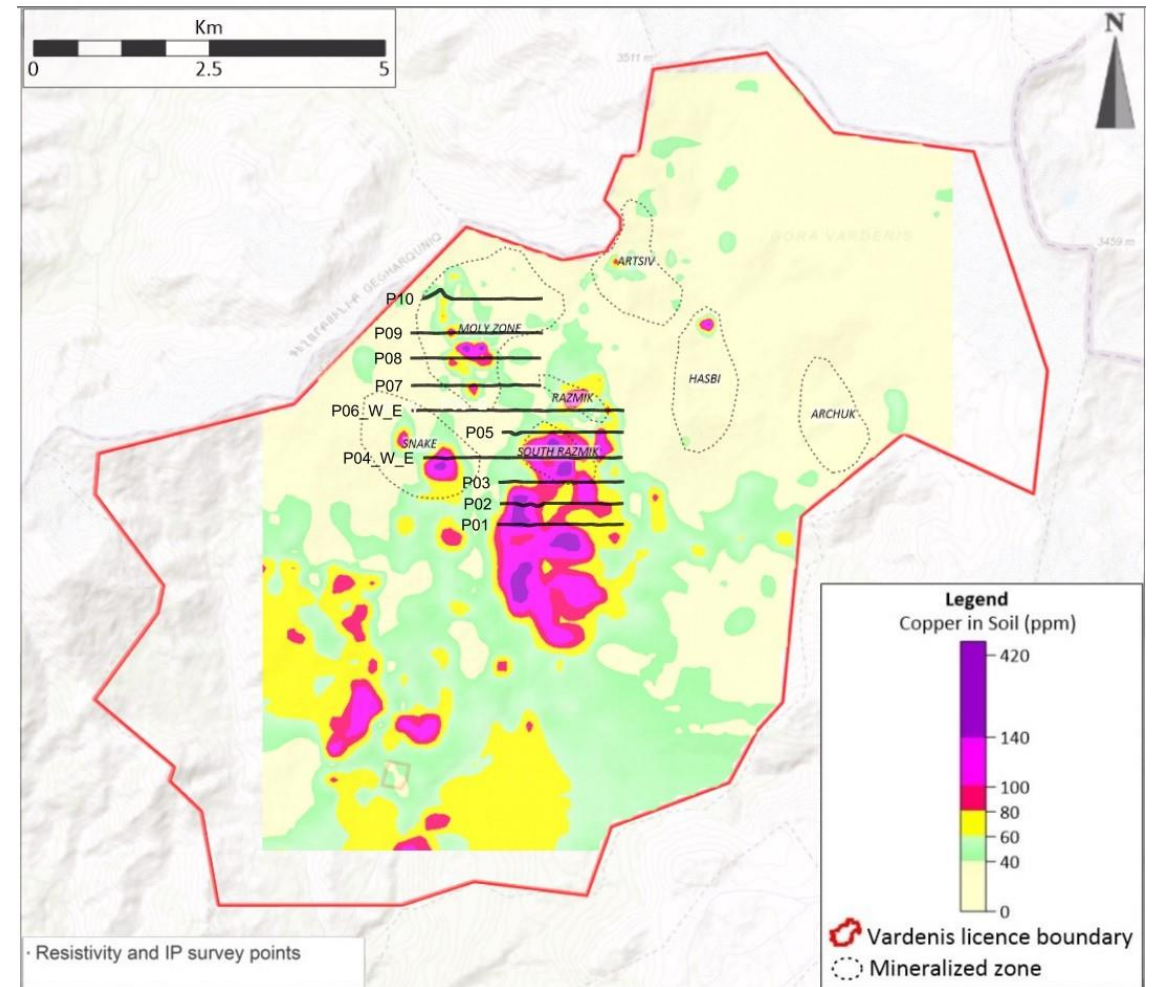 Km
0 2.5 5
N
3511 m
GORA VARDENIS
3459 m
ARTSIV
P10
MOLY ZONE
P09
P08
HASBI
P07
RAZMIK
P06_W_E
ARCHUK
P05
SNAKE
SOUTH RAZMIK
P04_W_E
P03
P02
P01
Legend
Copper in Soil (ppm)
420
140
100
80
60
40
0
Vardenis licence boundary
Mineralized zone
· Resistivity and IP survey points